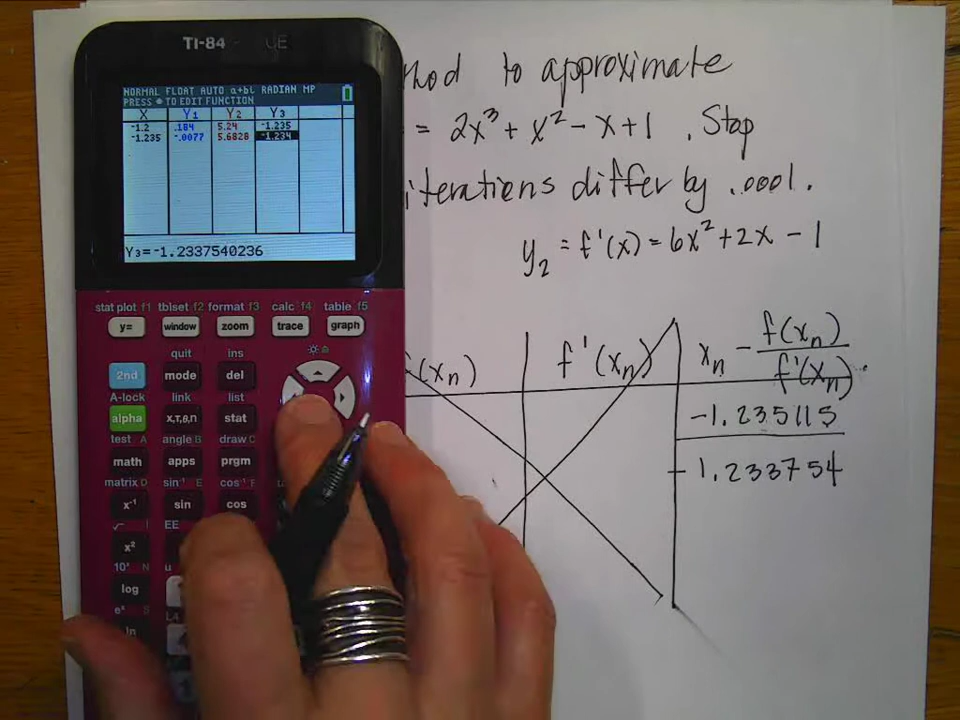 TI-84 CE
NORMAL FLOAT AUTO a+bi RADIAN MP
PRESS TO EDIT FUNCTION
X Y1 Y2 Y3
-1.2 .184 5.24 -1.235
-1.235 -.0077 5.6828 -1.234
Y3=-1.2337540236
to approximate
= 2x³ + x² - x + 1 . Stop
iterations differ by .0001.
y₂ = f'(x) = 6x² + 2x - 1
(xₙ) f'(xₙ) xₙ - f(xₙ)/f'(xₙ)
-1.235115
-1.233754
stat plot f1 tblset f2 format f3 calc f4 table f5
y= window zoom trace graph
quit ins
2nd mode del
A-lock link list
alpha x,T,θ,n stat
test A angle B draw C
math apps prgm
matrix D sin⁻¹ E cos⁻¹ F
x⁻¹ sin cos
√ I EE
x²
10ˣ N u
log
eˣ S L4
ln